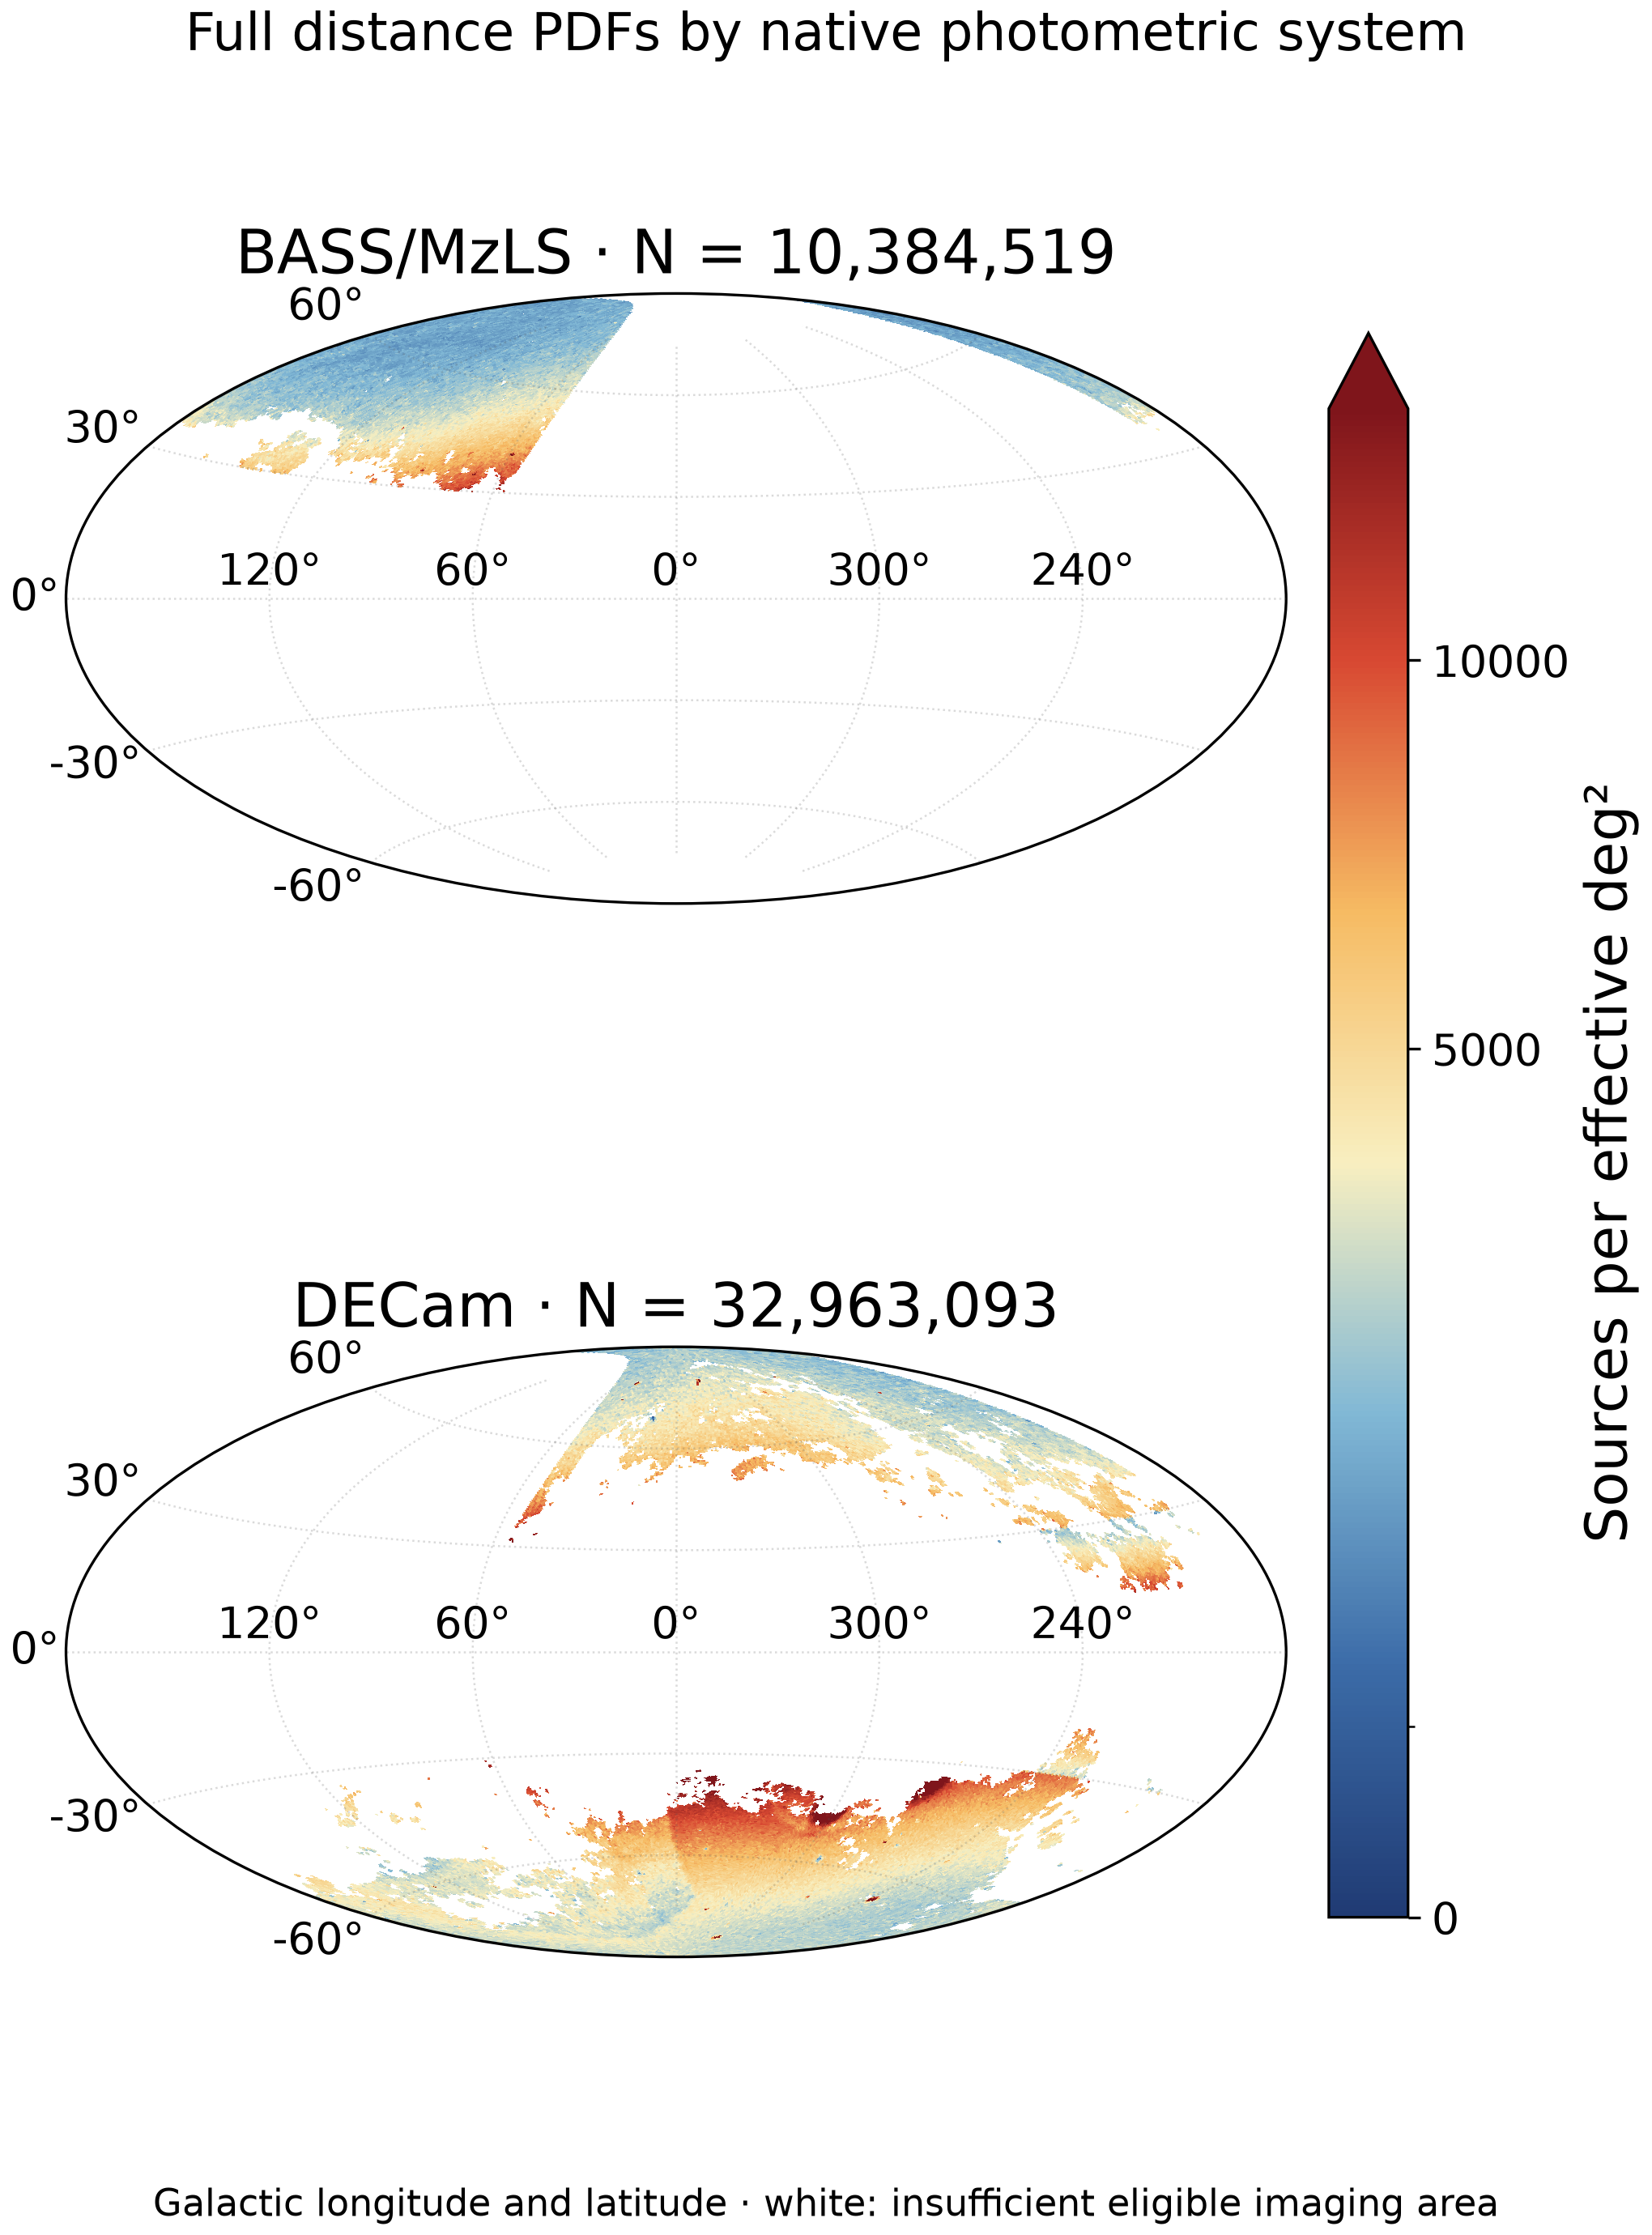 Full distance PDFs by native photometric system
BASS/MzLS · N = 10,384,519
60°
30°
120° 60° 0° 300° 240°
0°
-30°
-60°
10000
5000
0
Sources per effective deg²
DECam · N = 32,963,093
60°
30°
120° 60° 0° 300° 240°
0°
-30°
-60°
Galactic longitude and latitude · white: insufficient eligible imaging area